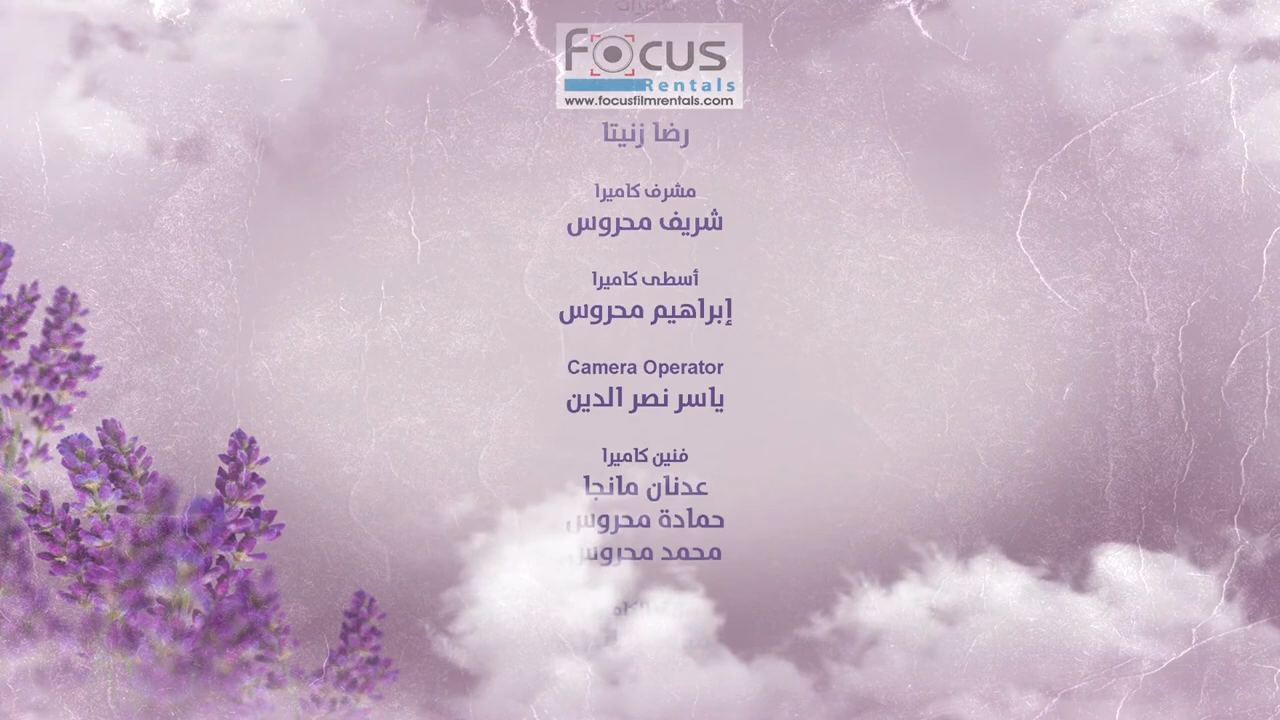 Focus
Rentals
www.focusfilmrentals.com
رضا زنيتا
مشرف كاميرا
شريف محروس
أسطى كاميرا
إبراهيم محروس
Camera Operator
ياسر نصر الدين
فنين كاميرا
عدنان مانجا
حمادة محروس
محمد محروس